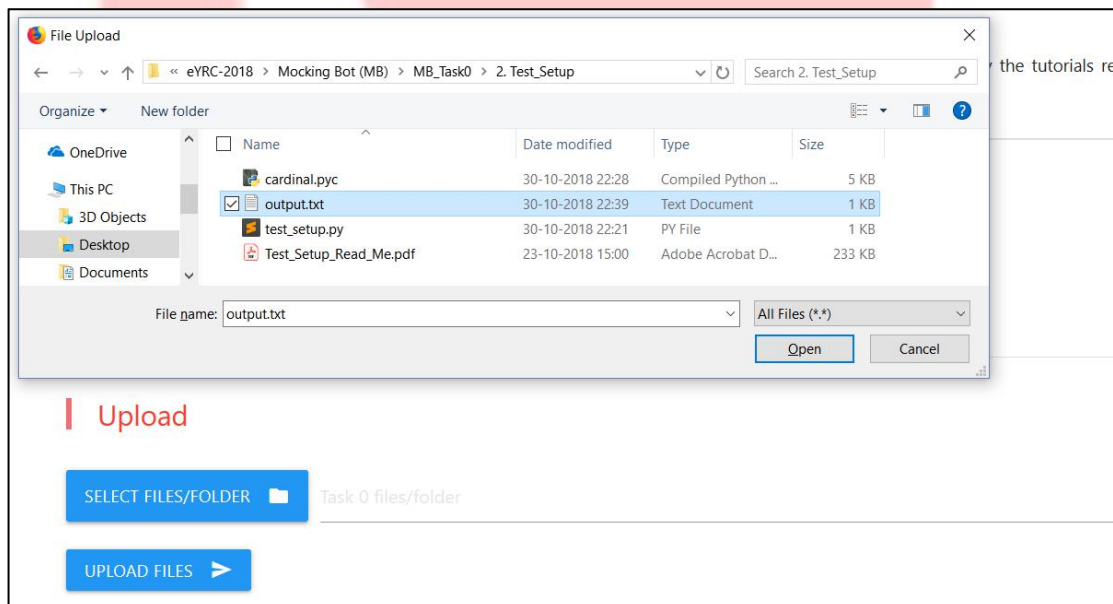 File Upload
« eYRC-2018 > Mocking Bot (MB) > MB_Task0 > 2. Test_Setup
Search 2. Test_Setup
the tutorials re
Organize
New folder
OneDrive
This PC
3D Objects
Desktop
Documents
Name Date modified Type Size
cardinal.pyc 30-10-2018 22:28 Compiled Python ... 5 KB
output.txt 30-10-2018 22:39 Text Document 1 KB
test_setup.py 30-10-2018 22:21 PY File 1 KB
Test_Setup_Read_Me.pdf 23-10-2018 15:00 Adobe Acrobat D... 233 KB
File name: output.txt
All Files (*.*)
Open
Cancel
Upload
SELECT FILES/FOLDER
Task 0 files/folder
UPLOAD FILES